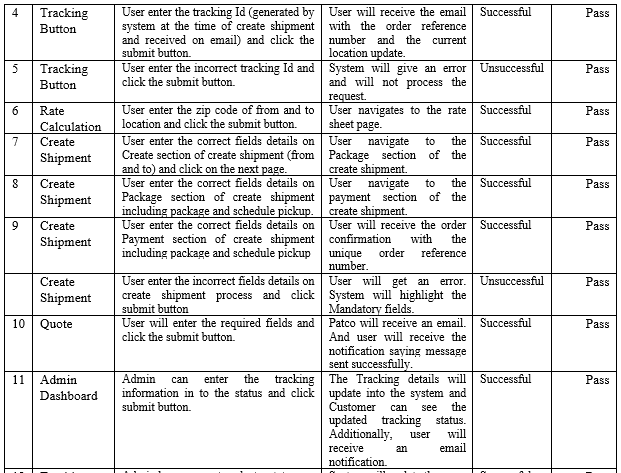 4 Tracking Button User enter the tracking Id (generated by system at the time of create shipment and received on email) and click the submit button. User will receive the email with the order reference number and the current location update. Successful Pass
5 Tracking Button User enter the incorrect tracking Id and click the submit button. System will give an error and will not process the request. Unsuccessful Pass
6 Rate Calculation User enter the zip code of from and to location and click the submit button. User navigates to the rate sheet page. Successful Pass
7 Create Shipment User enter the correct fields details on Create section of create shipment (from and to) and click on the next page. User navigate to the Package section of the create shipment. Successful Pass
8 Create Shipment User enter the correct fields details on Package section of create shipment including package and schedule pickup. User navigate to the payment section of the create shipment. Successful Pass
9 Create Shipment User enter the correct fields details on Payment section of create shipment including package and schedule pickup User will receive the order confirmation with the unique order reference number. Successful Pass
Create Shipment User enter the incorrect fields details on create shipment process and click submit button User will get an error. System will highlight the Mandatory fields. Unsuccessful Pass
10 Quote User will enter the required fields and click the submit button. Patco will receive an email. And user will receive the notification saying message sent successfully. Successful Pass
11 Admin Dashboard Admin can enter the tracking information in to the status and click submit button. The Tracking details will update into the system and Customer can see the updated tracking status. Additionally, user will receive an email notification. Successful Pass